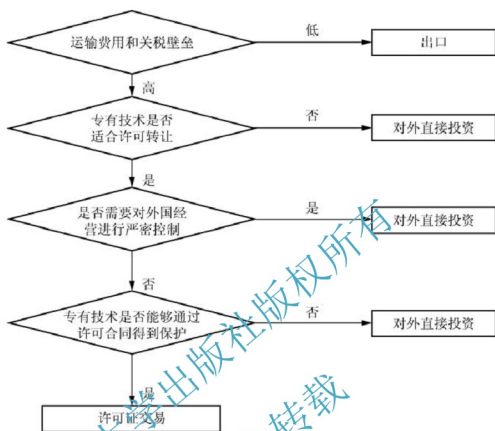 运输费用和关税壁垒
低
出口
高
专有技术是否
适合许可转让
否
对外直接投资
是
是否需要对外国经
营进行严密控制
是
对外直接投资
否
专有技术是否能够通过
许可合同得到保护
否
对外直接投资
是
许可证交易
学出版社版权所有
转载